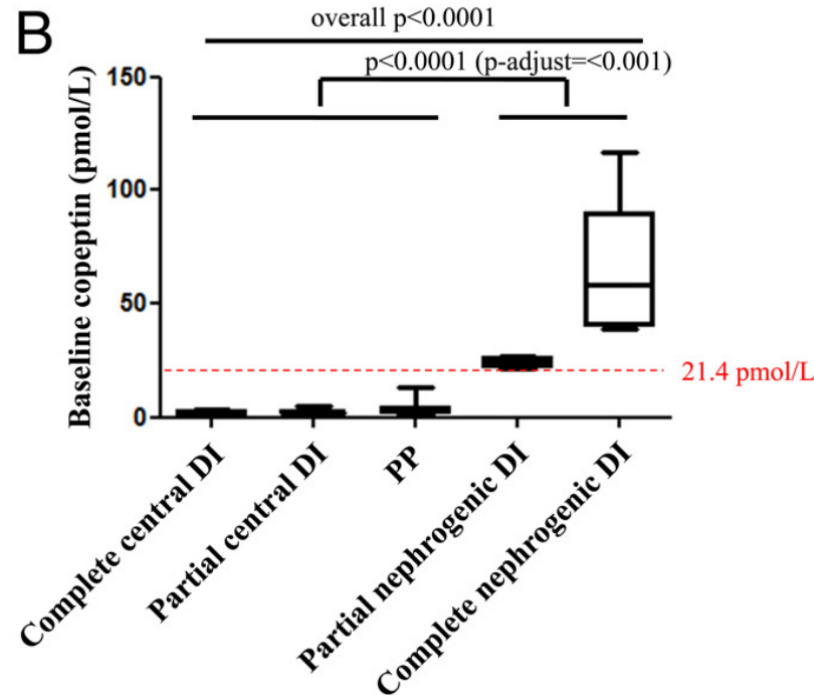 B
overall p<0.0001
p<0.0001 (p-adjust=<0.001)
Baseline copeptin (pmol/L)
150
100
50
0
21.4 pmol/L
Complete central DI
Partial central DI
PP
Partial nephrogenic DI
Complete nephrogenic DI